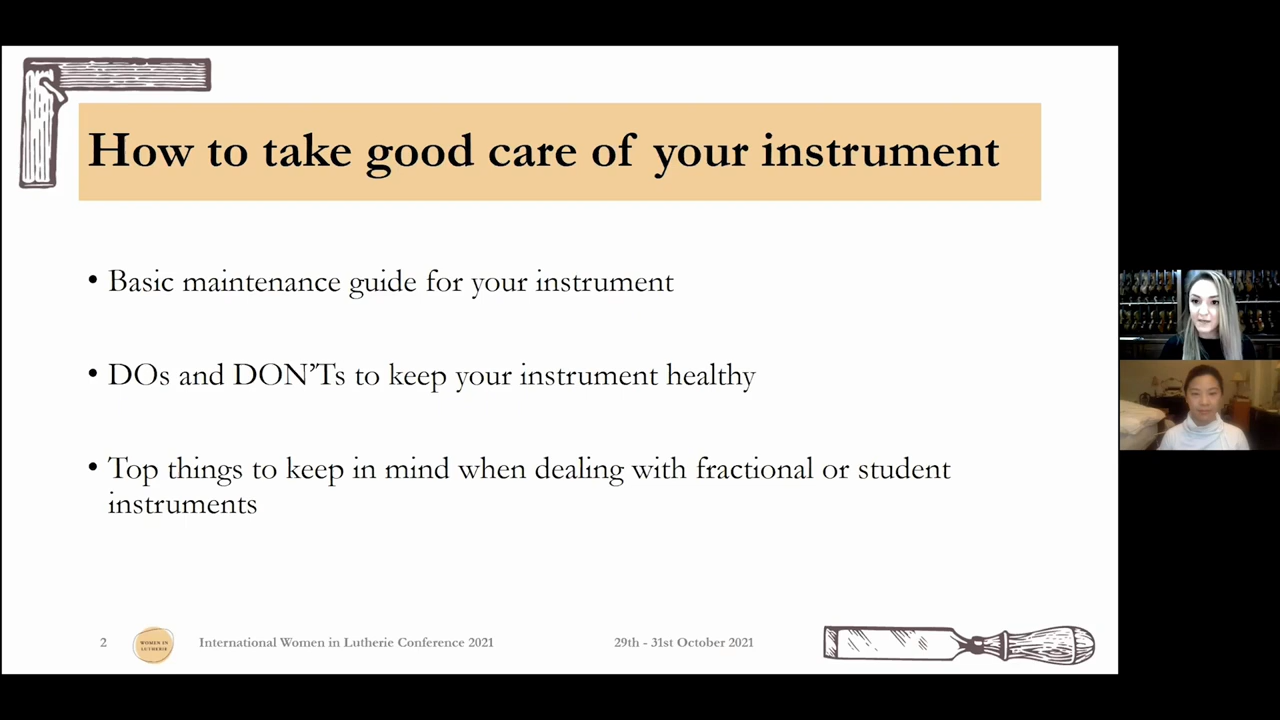 How to take good care of your instrument
• Basic maintenance guide for your instrument
• DOs and DON'Ts to keep your instrument healthy
• Top things to keep in mind when dealing with fractional or student
instruments
2
WOMEN IN
LUTHERIE
International Women in Lutherie Conference 2021
29th - 31st October 2021